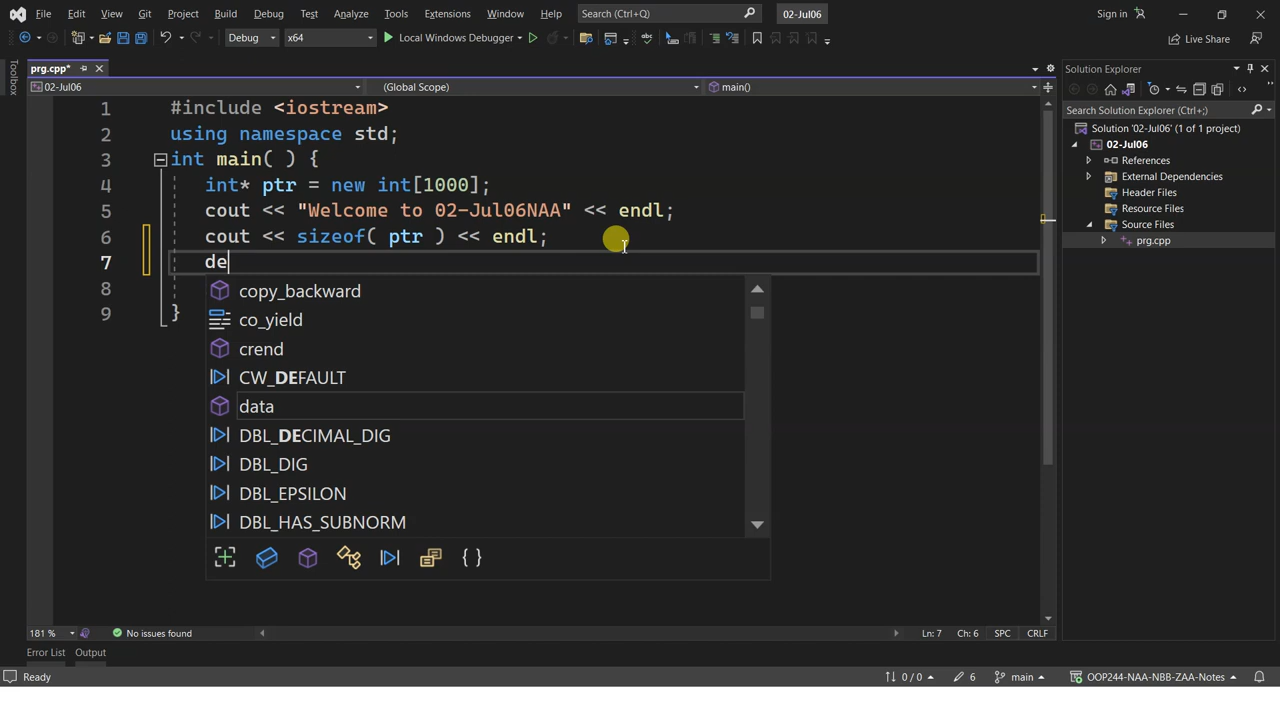 File Edit View Git Project Build Debug Test Analyze Tools Extensions Window Help Search (Ctrl+Q) 02-Jul06 Sign in
Debug x64 Local Windows Debugger Live Share
Toolbox
prg.cpp*
02-Jul06 (Global Scope) main()
1 #include <iostream>
2 using namespace std;
3 int main( ) {
4 int* ptr = new int[1000];
5 cout << "Welcome to 02-Jul06NAA" << endl;
6 cout << sizeof( ptr ) << endl;
7 de
8
9 }
copy_backward
co_yield
crend
CW_DEFAULT
data
DBL_DECIMAL_DIG
DBL_DIG
DBL_EPSILON
DBL_HAS_SUBNORM
181 % No issues found Ln: 7 Ch: 6 SPC CRLF
Error List Output
Solution Explorer
Search Solution Explorer (Ctrl+;)
Solution '02-Jul06' (1 of 1 project)
02-Jul06
References
External Dependencies
Header Files
Resource Files
Source Files
prg.cpp
Ready 0 / 0 6 main OOP244-NAA-NBB-ZAA-Notes